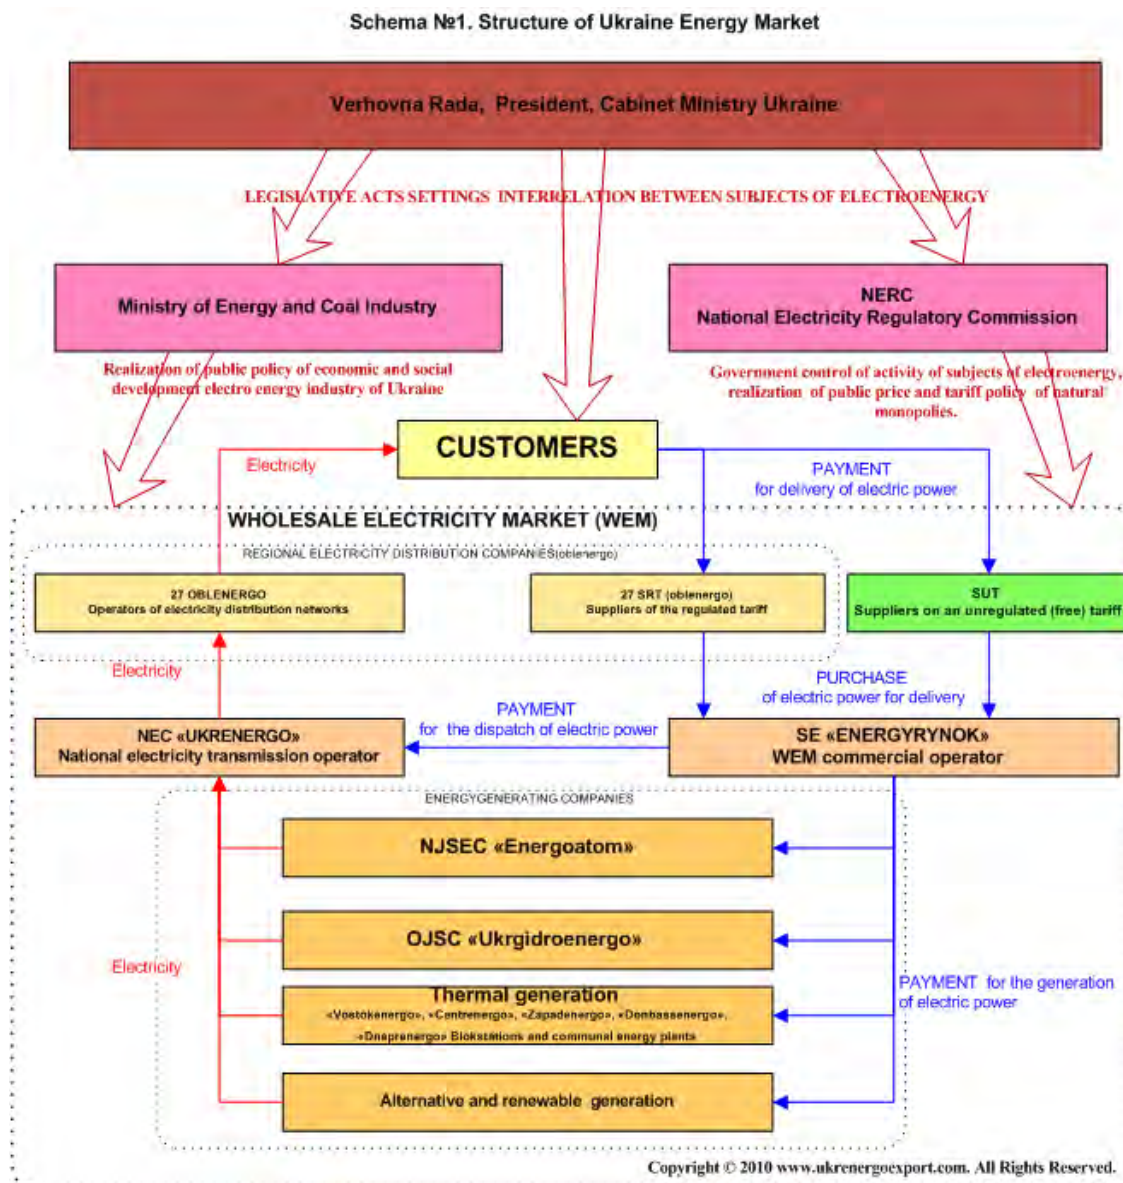 Schema №1. Structure of Ukraine Energy Market
Verhovna Rada, President, Cabinet Ministry Ukraine
LEGISLATIVE ACTS SETTINGS INTERRELATION BETWEEN SUBJECTS OF ELECTROENERGY
Ministry of Energy and Coal Industry
NERC
National Electricity Regulatory Commission
Realization of public policy of economic and social
development electro energy industry of Ukraine
Government control of activity of subjects of electroenergy,
realization of public price and tariff policy of natural
monopolies.
CUSTOMERS
Electricity
PAYMENT
for delivery of electric power
WHOLESALE ELECTRICITY MARKET (WEM)
REGIONAL ELECTRICITY DISTRIBUTION COMPANIES(oblenergo)
27 OBLENERGO
Operators of electricity distribution networks
27 SRT (oblenergo)
Suppliers of the regulated tariff
SUT
Suppliers on an unregulated (free) tariff
Electricity
PURCHASE
of electric power for delivery
PAYMENT
for the dispatch of electric power
NEC «UKRENERGO»
National electricity transmission operator
SE «ENERGYRYNOK»
WEM commercial operator
ENERGYGENERATING COMPANIES
NJSEC «Energoatom»
OJSC «Ukrgidroenergo»
Electricity
PAYMENT for the generation
of electric power
Thermal generation
«Vostokenergo», «Centrenergo», «Zapadenergo», «Donbassenergo»,
«Dneprenergo» Blokstations and communal energy plants
Alternative and renewable generation
Copyright © 2010 www.ukrenergoexport.com. All Rights Reserved.